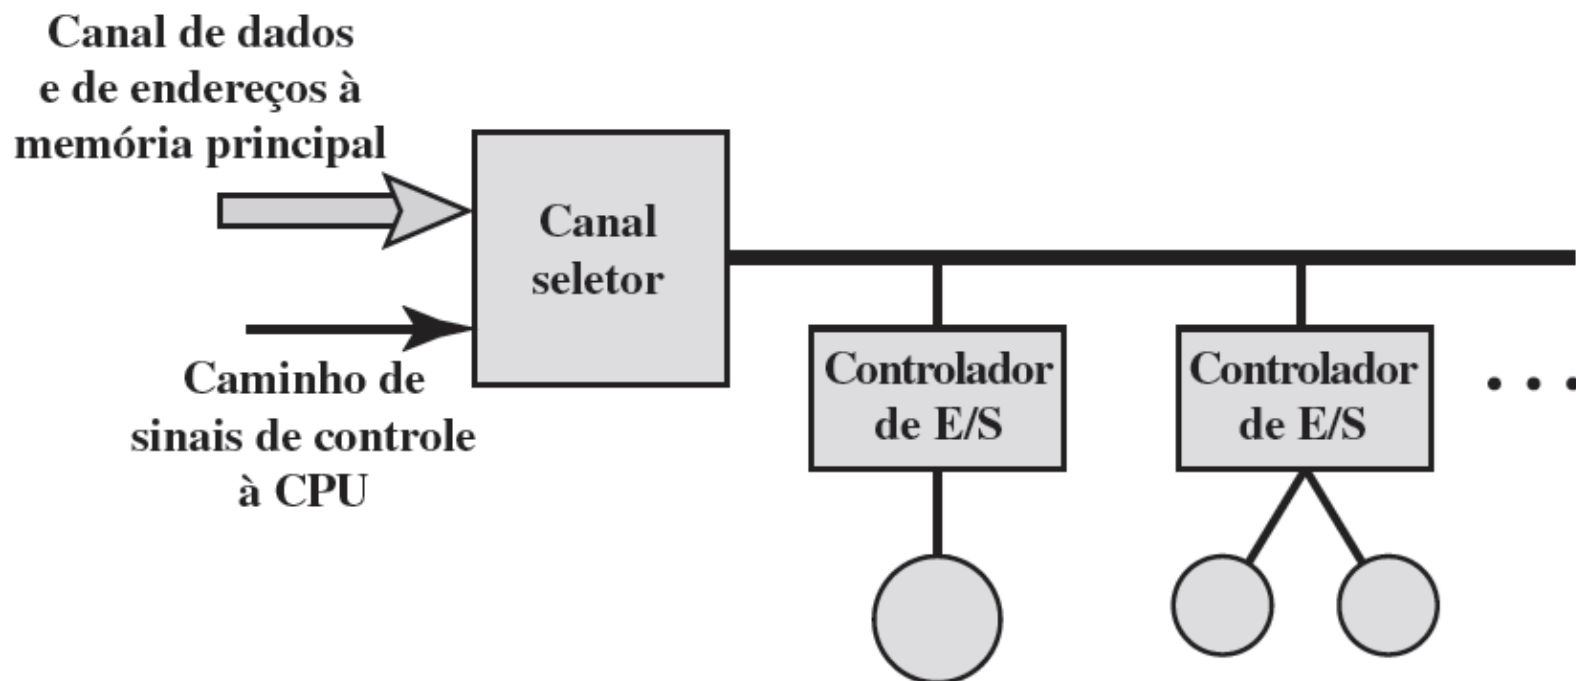 Canal de dados
e de endereços à
memória principal
Canal
seletor
Caminho de
sinais de controle
à CPU
Controlador
de E/S
Controlador
de E/S
. . .